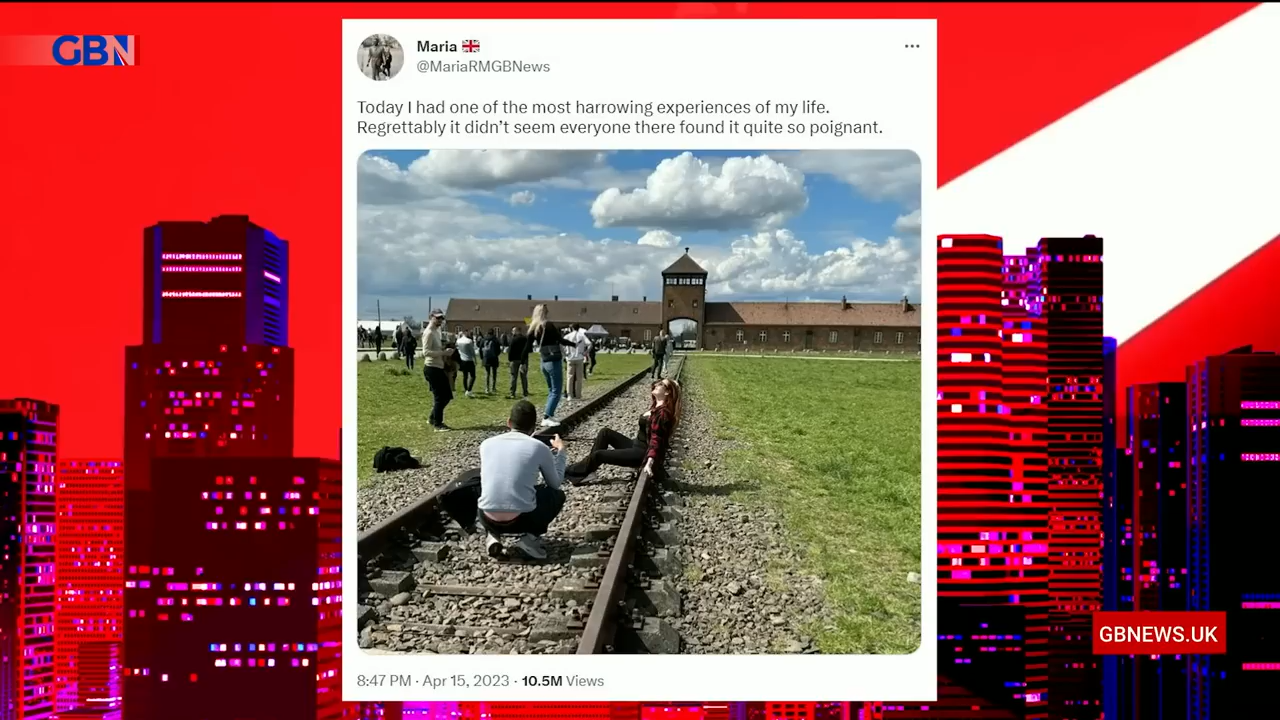 GBN
Maria
@MariaRMGBNews
Today I had one of the most harrowing experiences of my life.
Regrettably it didn't seem everyone there found it quite so poignant.
8:47 PM · Apr 15, 2023 · 10.5M Views
GBNEWS.UK